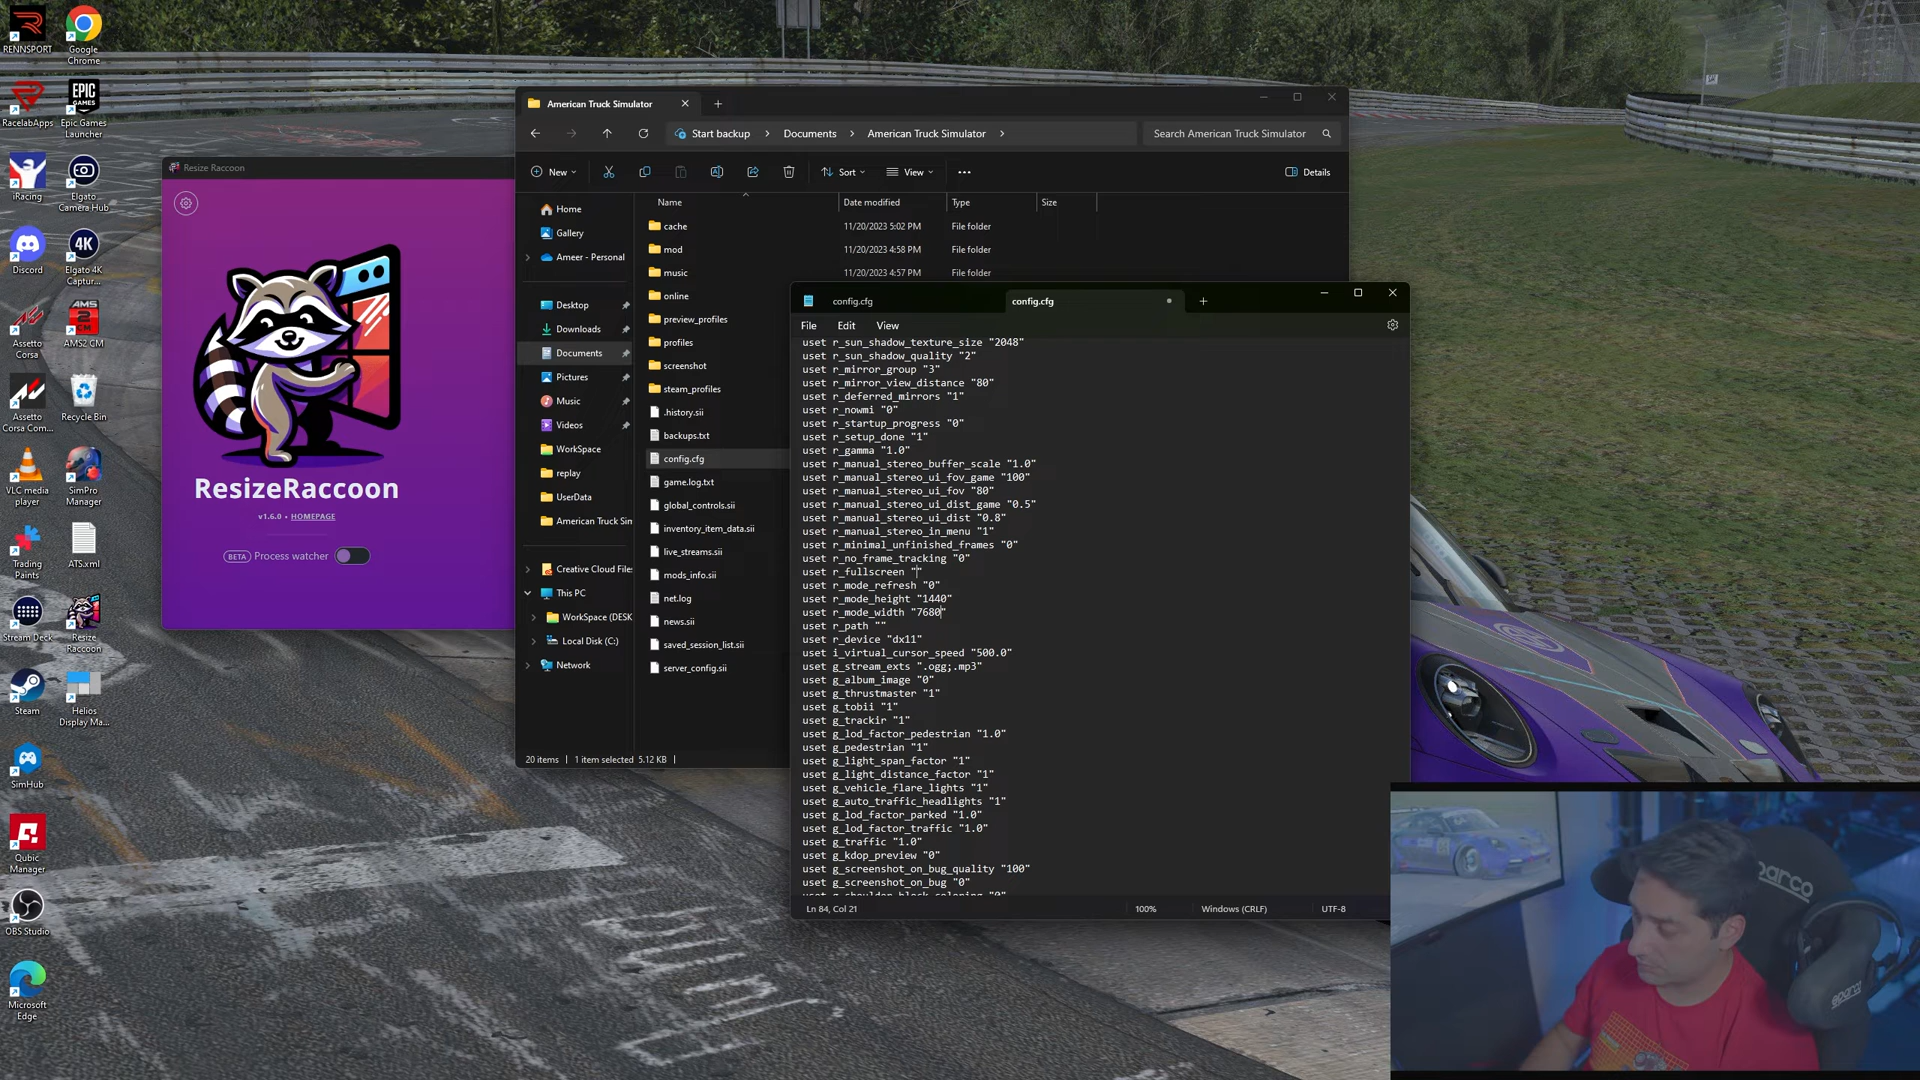 RENNSPORT
Google
Chrome
RacelabApps
EPIC
GAMES
Epic Games
Launcher
iRacing
Elgato
Camera Hub
Discord
4K
Elgato 4K
Captur...
Assetto
Corsa
AMS2
CM
AMS2 CM
Assetto
Corsa Com...
Recycle Bin
VLC media
player
SimPro
Manager
Trading
Paints
ATS.xml
Stream Deck
Resize
Raccoon
Steam
Helios
Display Ma...
SimHub
Qubic
Manager
OBS Studio
Microsoft
Edge
Resize Raccoon
ResizeRaccoon
v1.6.0 • HOMEPAGE
BETA Process watcher
American Truck Simulator
Start backup > Documents > American Truck Simulator >
Search American Truck Simulator
New
Sort
View
Details
Home
Gallery
Ameer - Personal
Desktop
Downloads
Documents
Pictures
Music
Videos
WorkSpace
replay
UserData
American Truck Sim
Creative Cloud Files
This PC
WorkSpace (DESK
Local Disk (C:)
Network
Name Date modified Type Size
cache 11/20/2023 5:02 PM File folder
mod 11/20/2023 4:58 PM File folder
music 11/20/2023 4:57 PM File folder
online
preview_profiles
profiles
screenshot
steam_profiles
.history.sii
backups.txt
config.cfg
game.log.txt
global_controls.sii
inventory_item_data.sii
live_streams.sii
mods_info.sii
net.log
news.sii
saved_session_list.sii
server_config.sii
20 items 1 item selected 5.12 KB
config.cfg
config.cfg
File Edit View
uset r_sun_shadow_texture_size "2048"
uset r_sun_shadow_quality "2"
uset r_mirror_group "3"
uset r_mirror_view_distance "80"
uset r_deferred_mirrors "1"
uset r_nowmi "0"
uset r_startup_progress "0"
uset r_setup_done "1"
uset r_gamma "1.0"
uset r_manual_stereo_buffer_scale "1.0"
uset r_manual_stereo_ui_fov_game "100"
uset r_manual_stereo_ui_fov "80"
uset r_manual_stereo_ui_dist_game "0.5"
uset r_manual_stereo_ui_dist "0.8"
uset r_manual_stereo_in_menu "1"
uset r_minimal_unfinished_frames "0"
uset r_no_frame_tracking "0"
uset r_fullscreen ""
uset r_mode_refresh "0"
uset r_mode_height "1440"
uset r_mode_width "7680"
uset r_path ""
uset r_device "dx11"
uset i_virtual_cursor_speed "500.0"
uset g_stream_exts ".ogg;.mp3"
uset g_album_image "0"
uset g_thrustmaster "1"
uset g_tobii "1"
uset g_trackir "1"
uset g_lod_factor_pedestrian "1.0"
uset g_pedestrian "1"
uset g_light_span_factor "1"
uset g_light_distance_factor "1"
uset g_vehicle_flare_lights "1"
uset g_auto_traffic_headlights "1"
uset g_lod_factor_parked "1.0"
uset g_lod_factor_traffic "1.0"
uset g_traffic "1.0"
uset g_kdop_preview "0"
uset g_screenshot_on_bug_quality "100"
uset g_screenshot_on_bug "0"
Ln 84, Col 21 100% Windows (CRLF) UTF-8
sparco
sparco